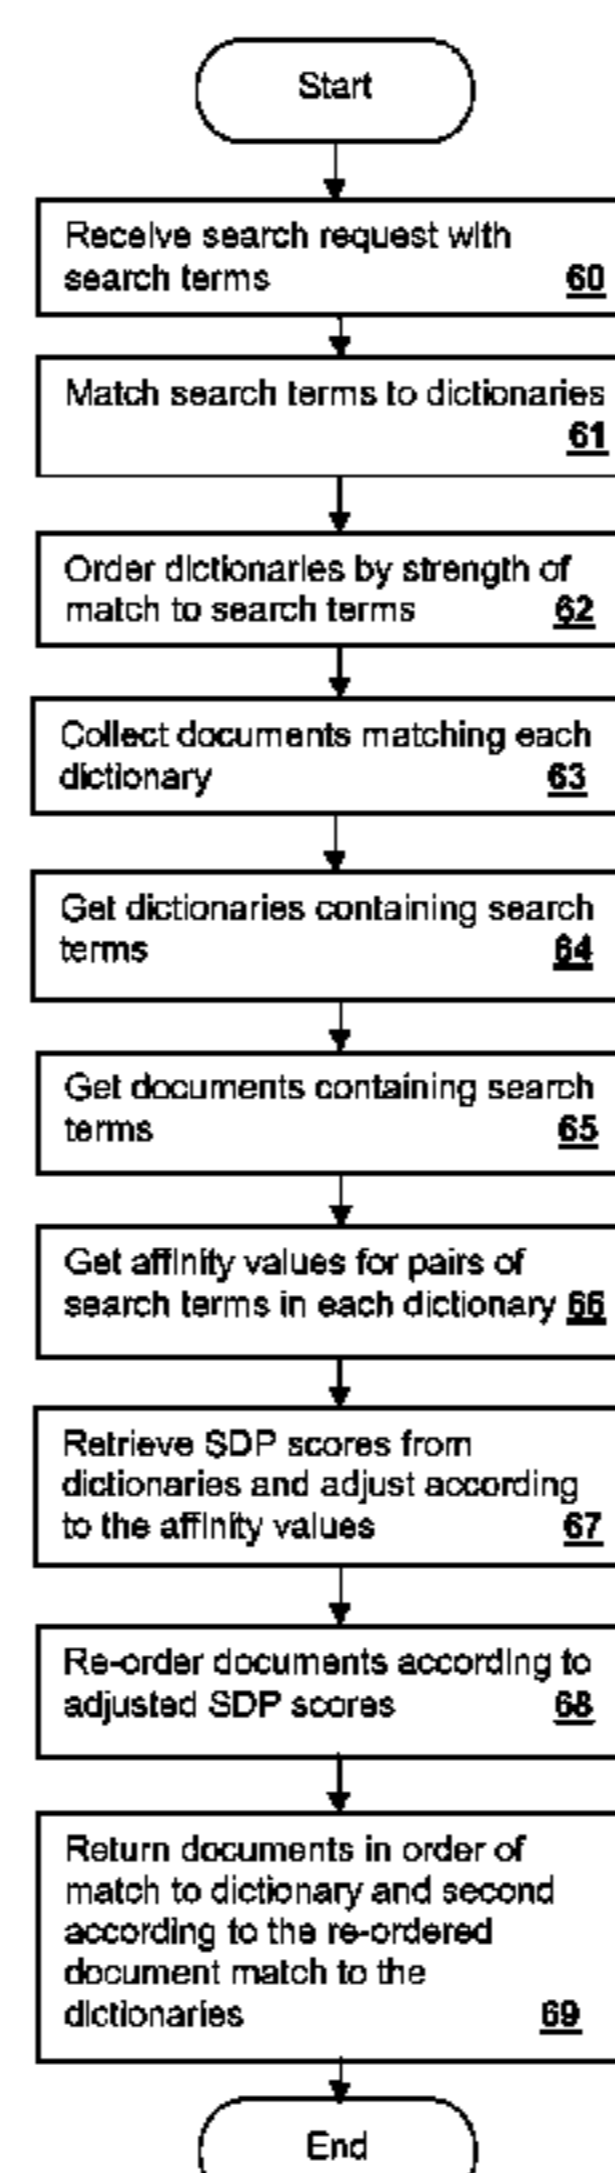 Start
Receive search request with
search terms 60
Match search terms to dictionaries
61
Order dictionaries by strength of
match to search terms 62
Collect documents matching each
dictionary 63
Get dictionaries containing search
terms 64
Get documents containing search
terms 65
Get affinity values for pairs of
search terms in each dictionary 66
Retrieve SDP scores from
dictionaries and adjust according
to the affinity values 67
Re-order documents according to
adjusted SDP scores 68
Return documents in order of
match to dictionary and second
according to the re-ordered
document match to the
dictionaries 69
End